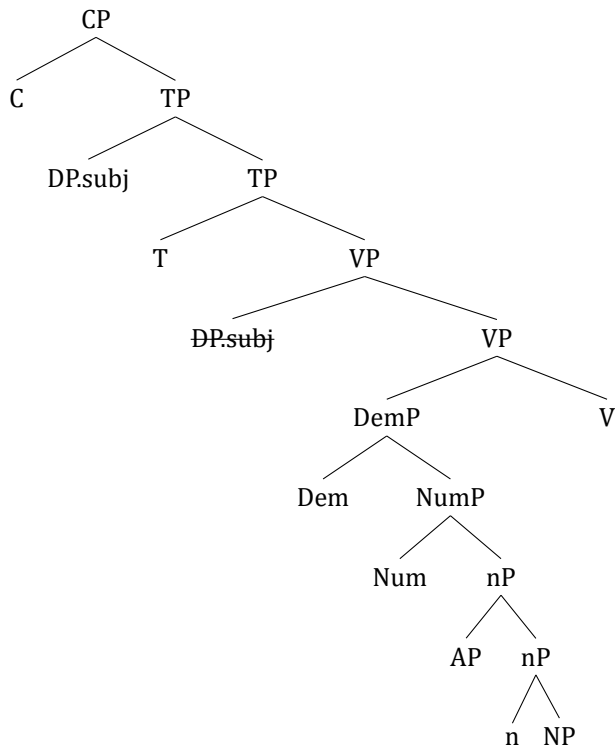 CP
C TP
DP.subj TP
T VP
DP.subj VP
DemP V
Dem NumP
Num nP
AP nP
n NP